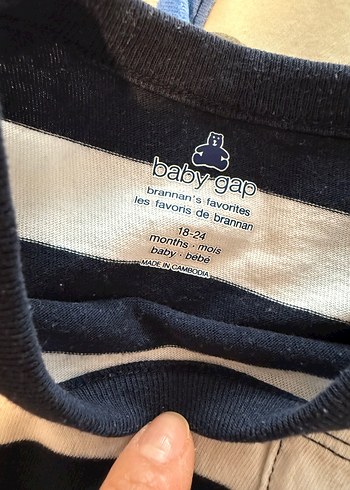 baby gap
brannan's favorites
les favoris de brannan
18-24
months · mois
baby · bébé
MADE IN CAMBODIA